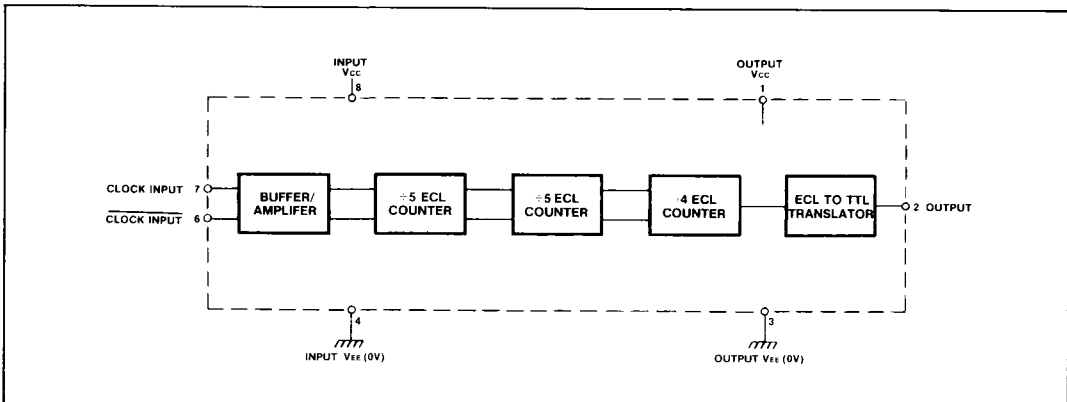 INPUT
Vcc
8
OUTPUT
Vcc
1
CLOCK INPUT 7
CLOCK INPUT 6
BUFFER/
AMPLIFER
÷5 ECL
COUNTER
÷5 ECL
COUNTER
÷4 ECL
COUNTER
ECL TO TTL
TRANSLATOR
2 OUTPUT
4
INPUT VEE (0V)
3
OUTPUT VEE (0V)